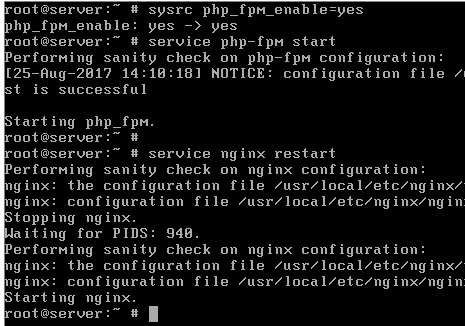 root@server:~ # sysrc php_fpm_enable=yes
php_fpm_enable: yes -> yes
root@server:~ # service php-fpm start
Performing sanity check on php-fpm configuration:
[25-Aug-2017 14:10:18] NOTICE: configuration file /
st is successful
Starting php_fpm.
root@server:~ #
root@server:~ # service nginx restart
Performing sanity check on nginx configuration:
nginx: the configuration file /usr/local/etc/nginx/
nginx: configuration file /usr/local/etc/nginx/ngin
Stopping nginx.
Waiting for PIDS: 940.
Performing sanity check on nginx configuration:
nginx: the configuration file /usr/local/etc/nginx/
nginx: configuration file /usr/local/etc/nginx/ngin
Starting nginx.
root@server:~ #